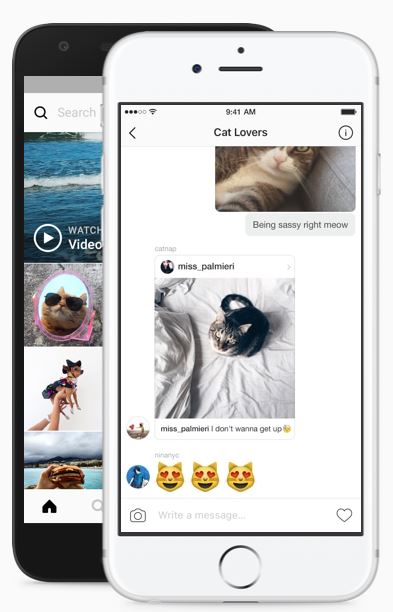 Search
WATCH
Video
9:41 AM
Cat Lovers
Being sassy right meow
catnap
miss_palmieri
miss_palmieri I don't wanna get up
ninanyc
Write a message...